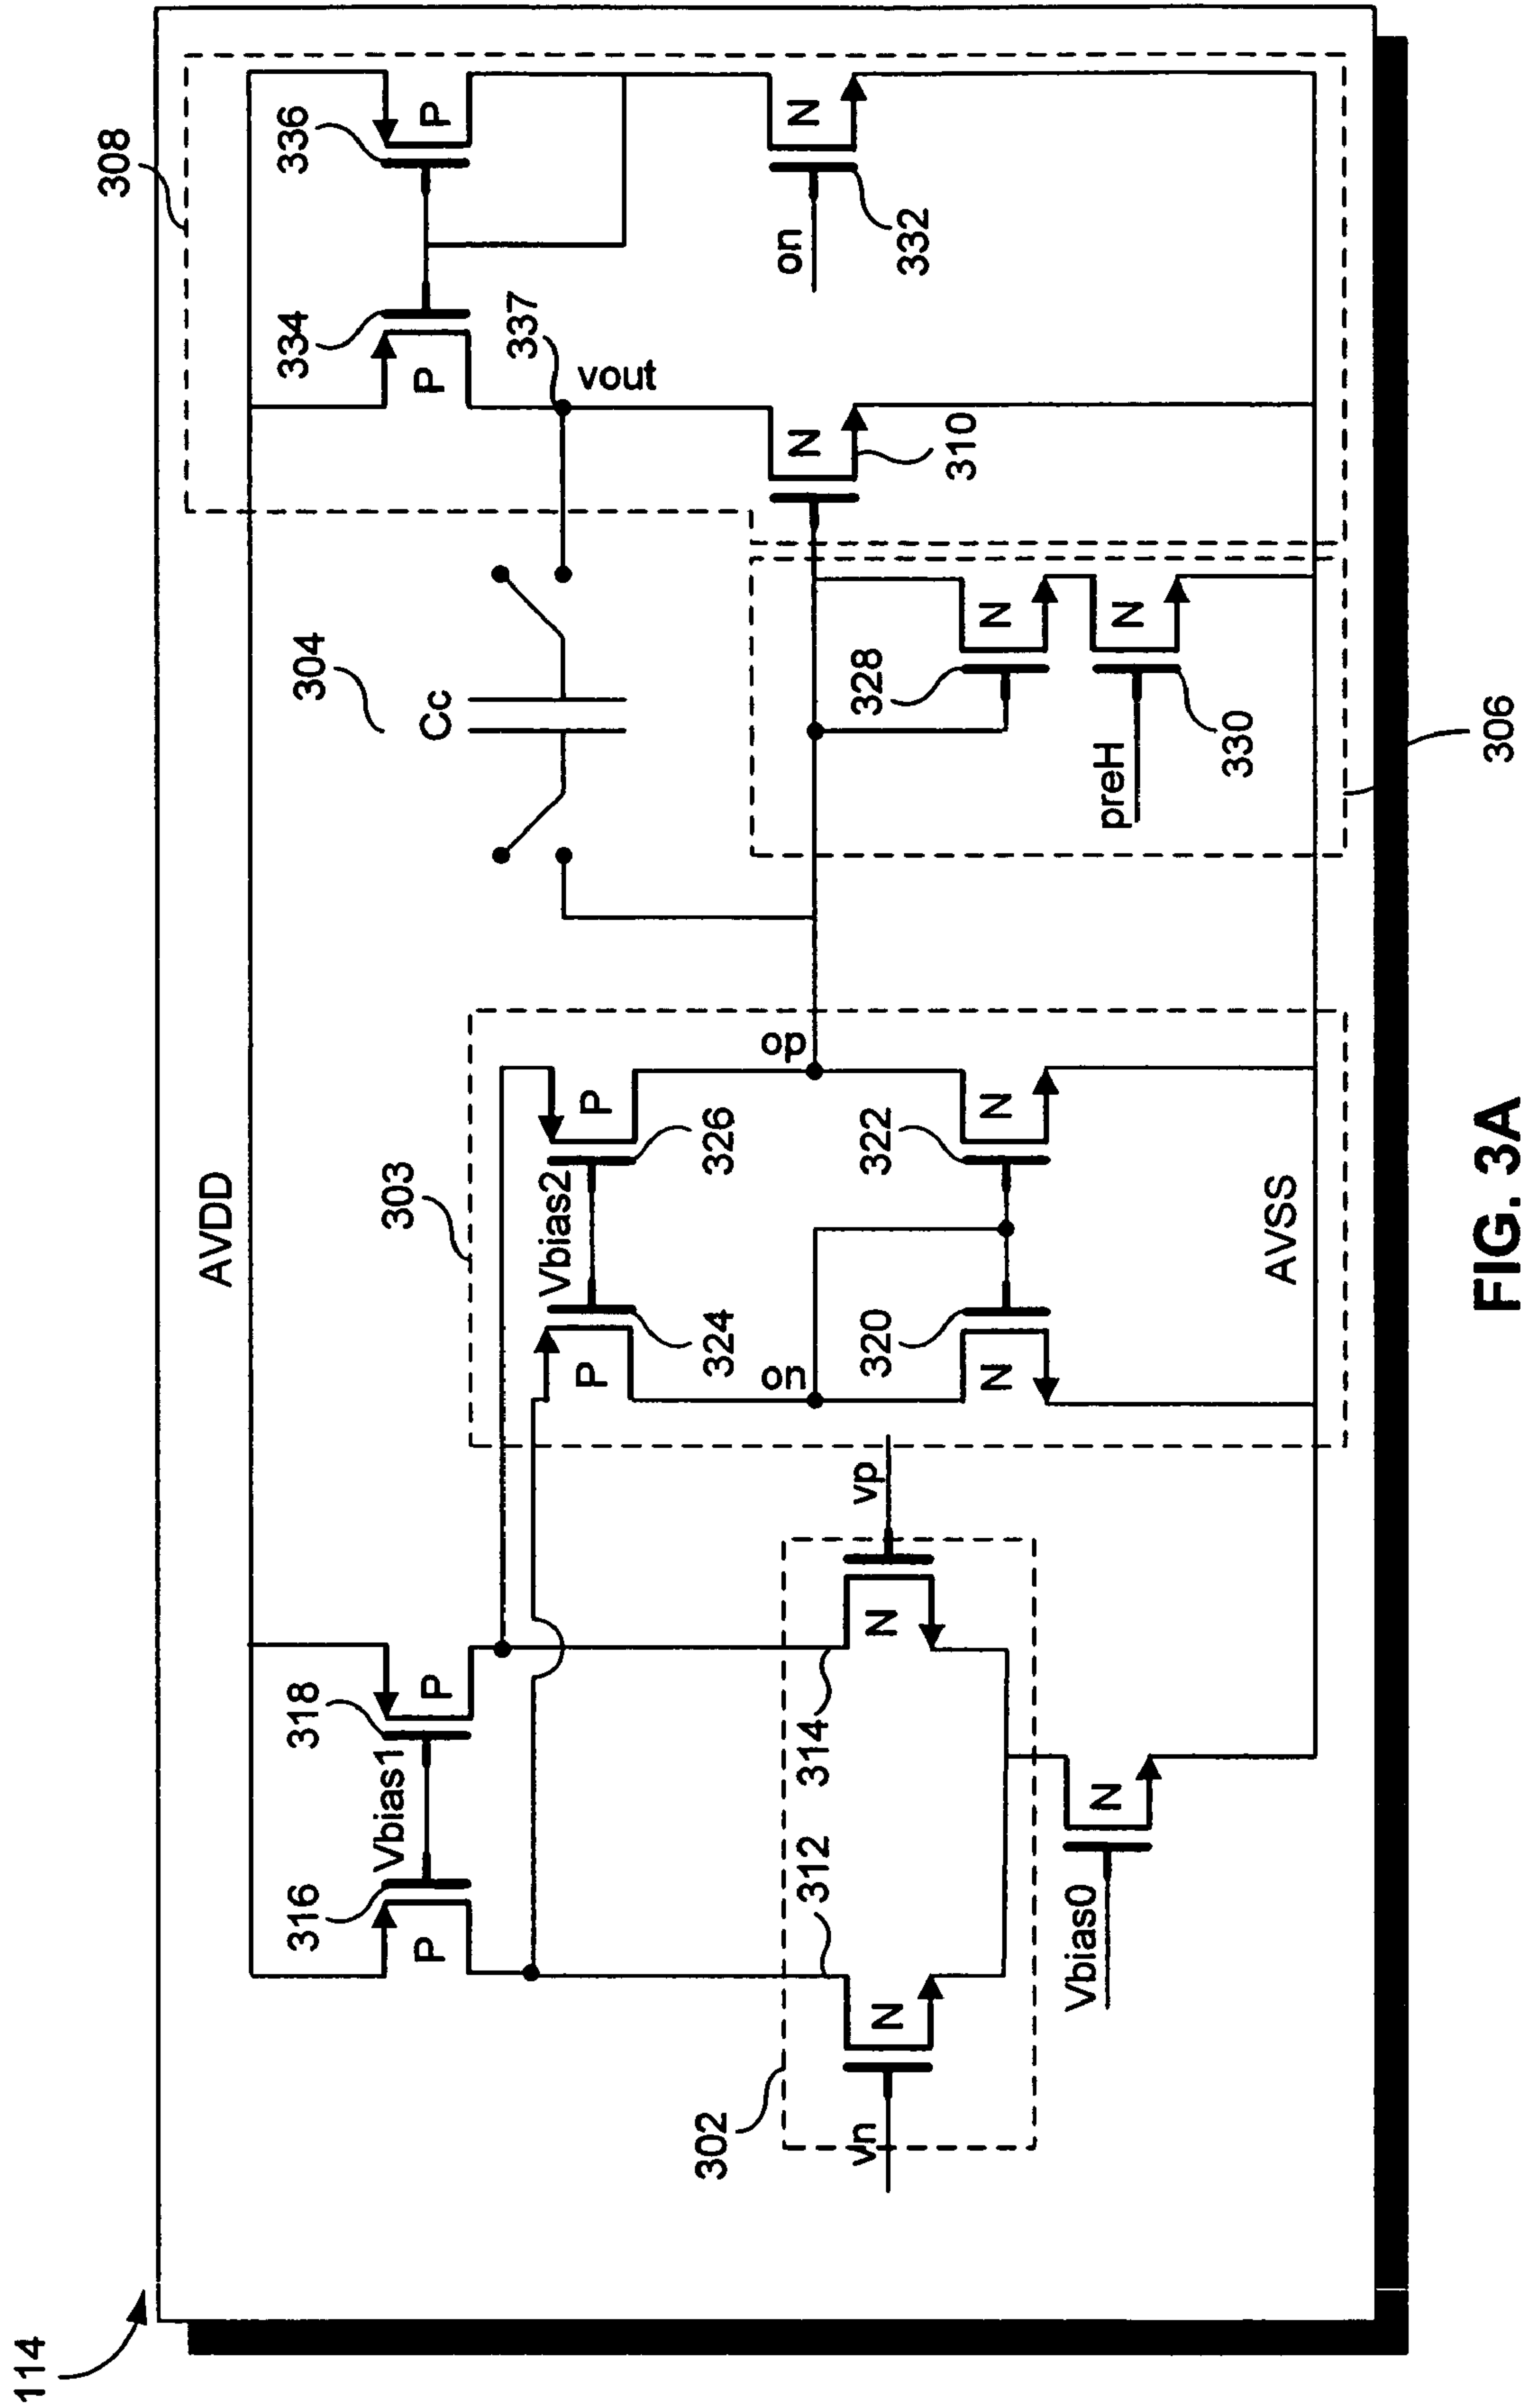 114
308
AVDD
316
Vbias1
318
P
P
303
304
Cc
334
336
P
P
337
vout
Vbias2
P
P
324
326
302
312
314
vn
N
N
vp
on
op
N
310
on
N
332
320
322
N
N
328
N
preH
N
330
Vbias0
N
AVSS
306
FIG. 3A